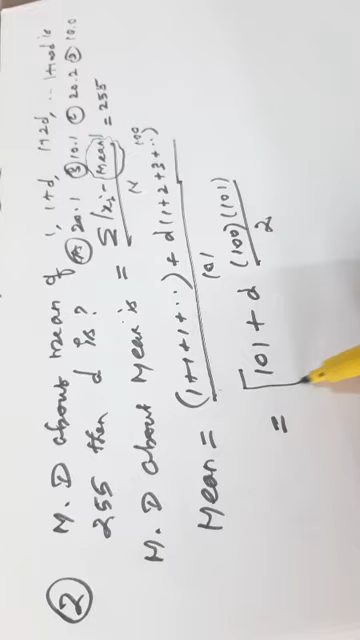 ② M.D about mean of 1, 1+d, 1+2d, .. 1+100d is
255 then d is? Ⓐ 20.1 Ⓑ 10.1 Ⓒ 20.2 Ⓓ 10.0
M.D about Mean is = Σ|xi - Mean| / N = 255
Mean = (1+1+1+..) + d(1+2+3+..100) / 101
= [101 + d (100)(101) / 2